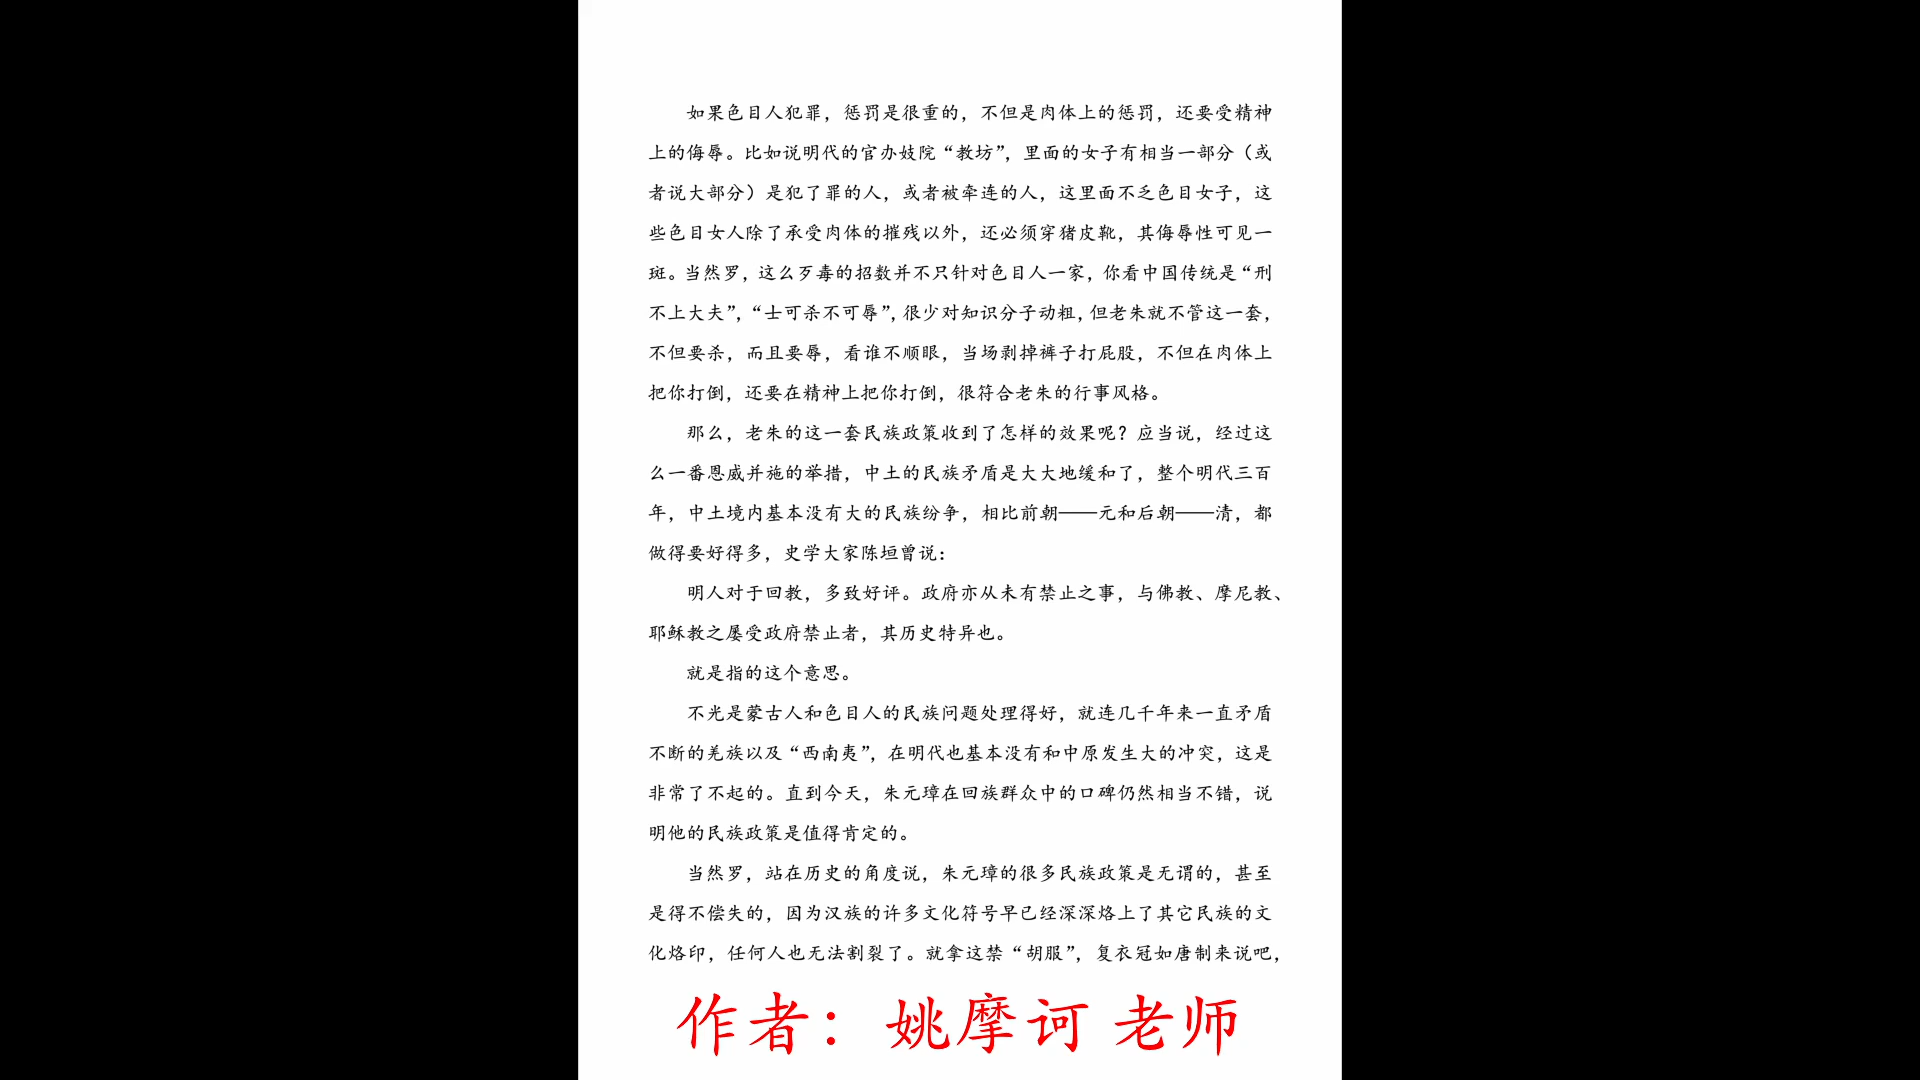 如果色目人犯罪，惩罚是很重的，不但是肉体上的惩罚，还要受精神
上的侮辱。比如说明代的官办妓院“教坊”，里面的女子有相当一部分（或
者说大部分）是犯了罪的人，或者被牵连的人，这里面不乏色目女子，这
些色目女人除了承受肉体的摧残以外，还必须穿猪皮靴，其侮辱性可见一
斑。当然罗，这么歹毒的招数并不只针对色目人一家，你看中国传统是“刑
不上大夫”，“士可杀不可辱”，很少对知识分子动粗，但老朱就不管这一套，
不但要杀，而且要辱，看谁不顺眼，当场剥掉裤子打屁股，不但在肉体上
把你打倒，还要在精神上把你打倒，很符合老朱的行事风格。
那么，老朱的这一套民族政策收到了怎样的效果呢？应当说，经过这
么一番恩威并施的举措，中土的民族矛盾是大大地缓和了，整个明代三百
年，中土境内基本没有大的民族纷争，相比前朝——元和后朝——清，都
做得要好得多，史学大家陈垣曾说：
明人对于回教，多致好评。政府亦从未有禁止之事，与佛教、摩尼教、
耶稣教之屡受政府禁止者，其历史特异也。
就是指的这个意思。
不光是蒙古人和色目人的民族问题处理得好，就连几千年来一直矛盾
不断的羌族以及“西南夷”，在明代也基本没有和中原发生大的冲突，这是
非常了不起的。直到今天，朱元璋在回族群众中的口碑仍然相当不错，说
明他的民族政策是值得肯定的。
当然罗，站在历史的角度说，朱元璋的很多民族政策是无谓的，甚至
是得不偿失的，因为汉族的许多文化符号早已经深深烙上了其它民族的文
化烙印，任何人也无法割裂了。就拿这禁“胡服”，复衣冠如唐制来说吧，
作者：姚摩诃 老师